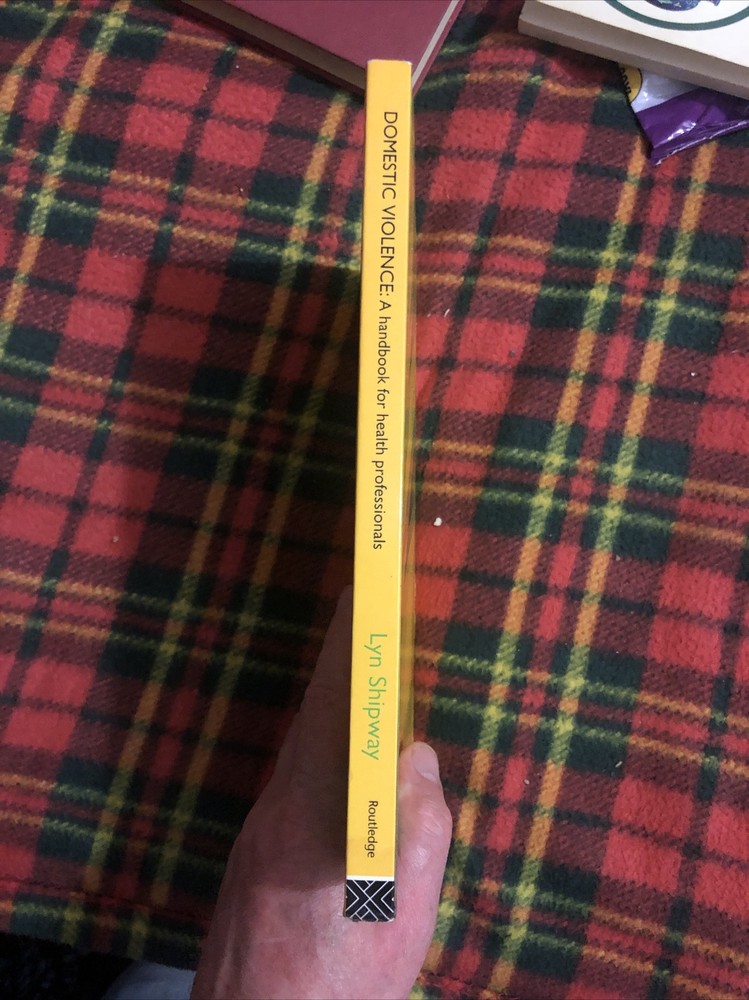 DOMESTIC VIOLENCE: A handbook for health professionals
Lyn Shipway
Routledge